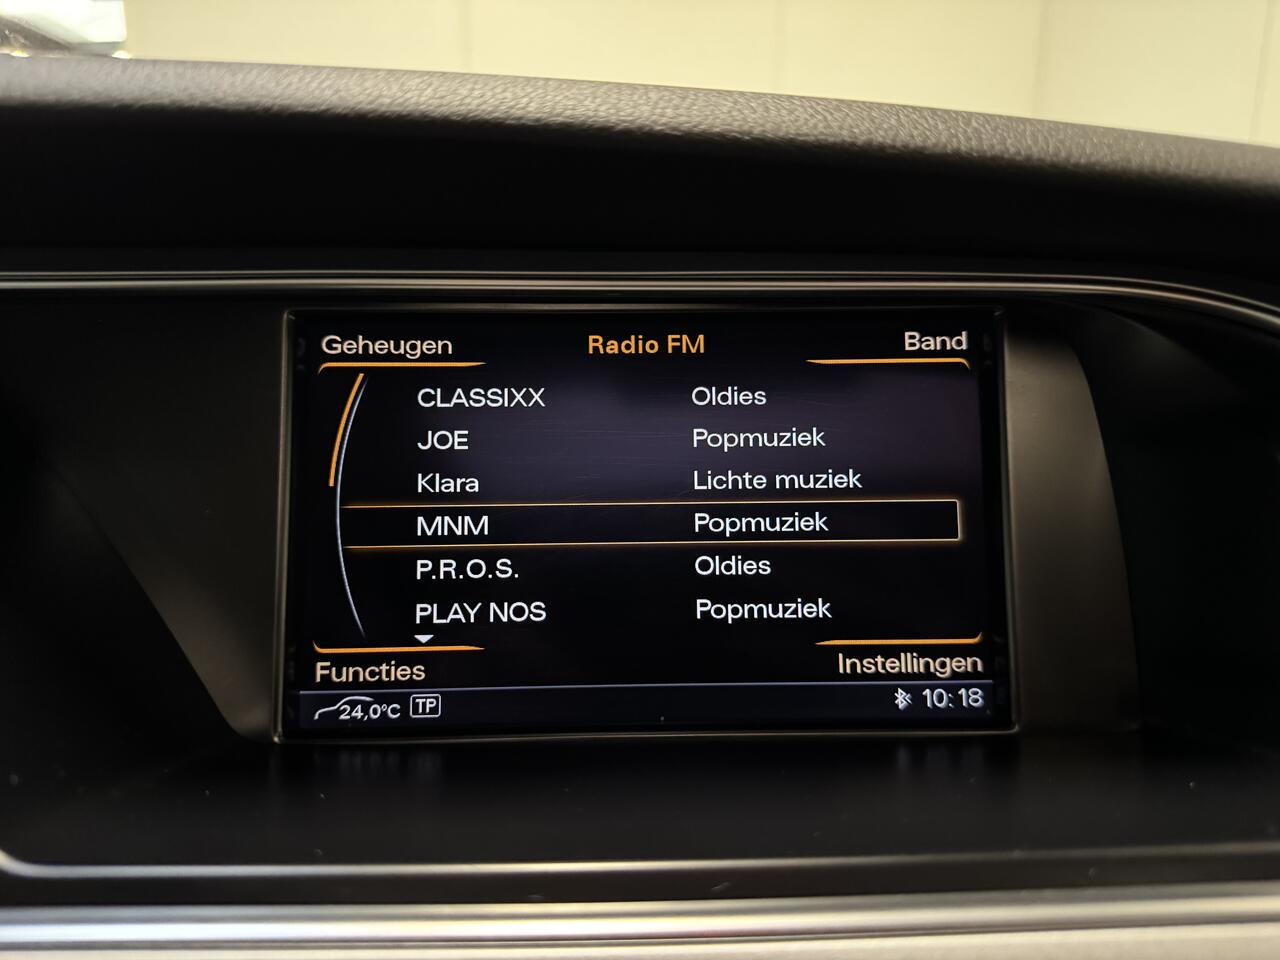 Geheugen Radio FM Band
CLASSIXX Oldies
JOE Popmuziek
Klara Lichte muziek
MNM Popmuziek
P.R.O.S. Oldies
PLAY NOS Popmuziek
Functies Instellingen
24,0°C TP 10:18